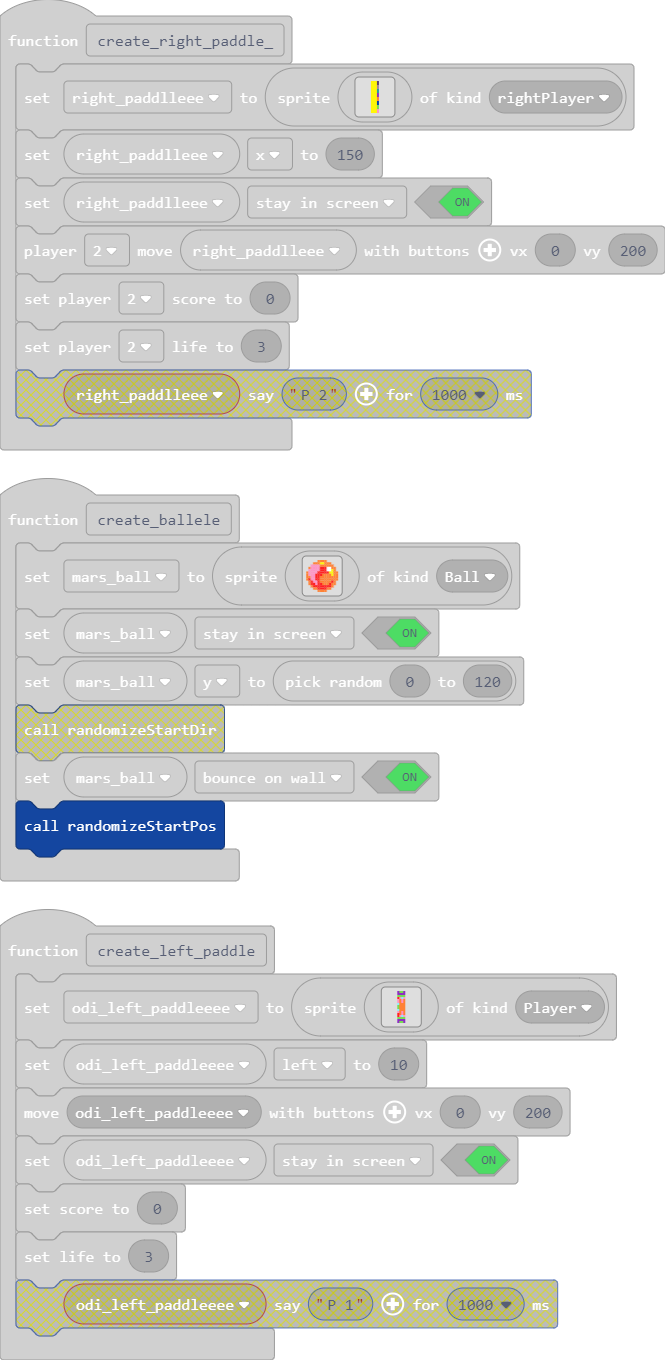 function create_right_paddle_
set right_paddlleee to sprite of kind rightPlayer
set right_paddlleee x to 150
set right_paddlleee stay in screen ON
player 2 move right_paddlleee with buttons vx 0 vy 200
set player 2 score to 0
set player 2 life to 3
right_paddlleee say "P 2" for 1000 ms
function create_ballele
set mars_ball to sprite of kind Ball
set mars_ball stay in screen ON
set mars_ball y to pick random 0 to 120
call randomizeStartDir
set mars_ball bounce on wall ON
call randomizeStartPos
function create_left_paddle
set odi_left_paddleeee to sprite of kind Player
set odi_left_paddleeee left to 10
move odi_left_paddleeee with buttons vx 0 vy 200
set odi_left_paddleeee stay in screen ON
set score to 0
set life to 3
odi_left_paddleeee say "P 1" for 1000 ms